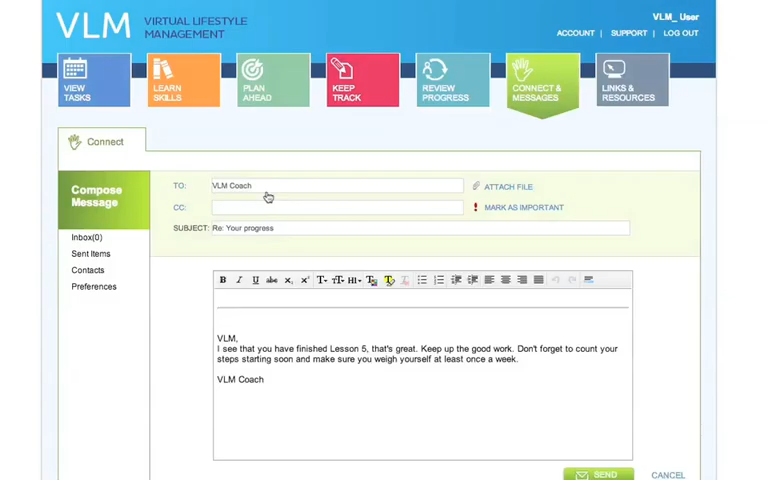 VLM VIRTUAL LIFESTYLE
MANAGEMENT
VLM_ User
ACCOUNT | SUPPORT | LOG OUT
VIEW
TASKS
LEARN
SKILLS
PLAN
AHEAD
KEEP
TRACK
REVIEW
PROGRESS
CONNECT &
MESSAGES
LINKS &
RESOURCES
Connect
Compose
Message
Inbox(0)
Sent Items
Contacts
Preferences
TO: VLM Coach
ATTACH FILE
CC:
MARK AS IMPORTANT
SUBJECT: Re: Your progress
VLM,
I see that you have finished Lesson 5, that's great. Keep up the good work. Don't forget to count your
steps starting soon and make sure you weigh yourself at least once a week.
VLM Coach
SEND CANCEL